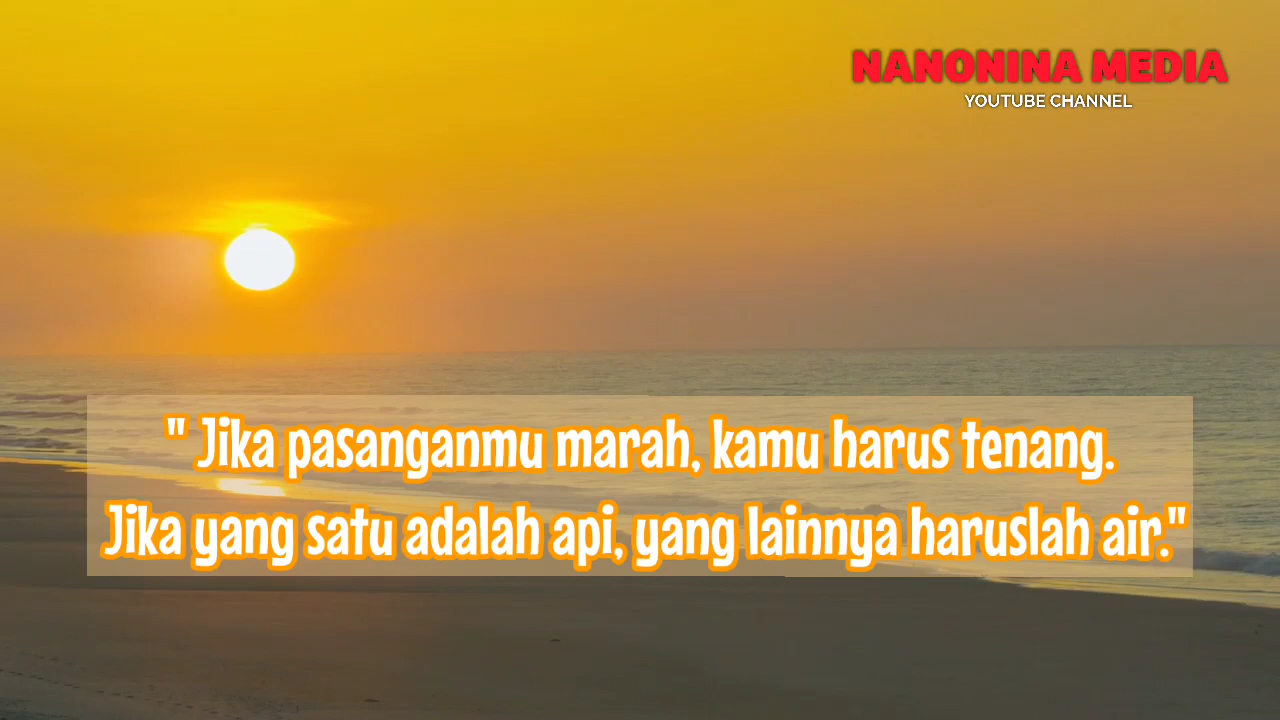 NANONINA MEDIA
YOUTUBE CHANNEL
" Jika pasanganmu marah, kamu harus tenang.
Jika yang satu adalah api, yang lainnya haruslah air."